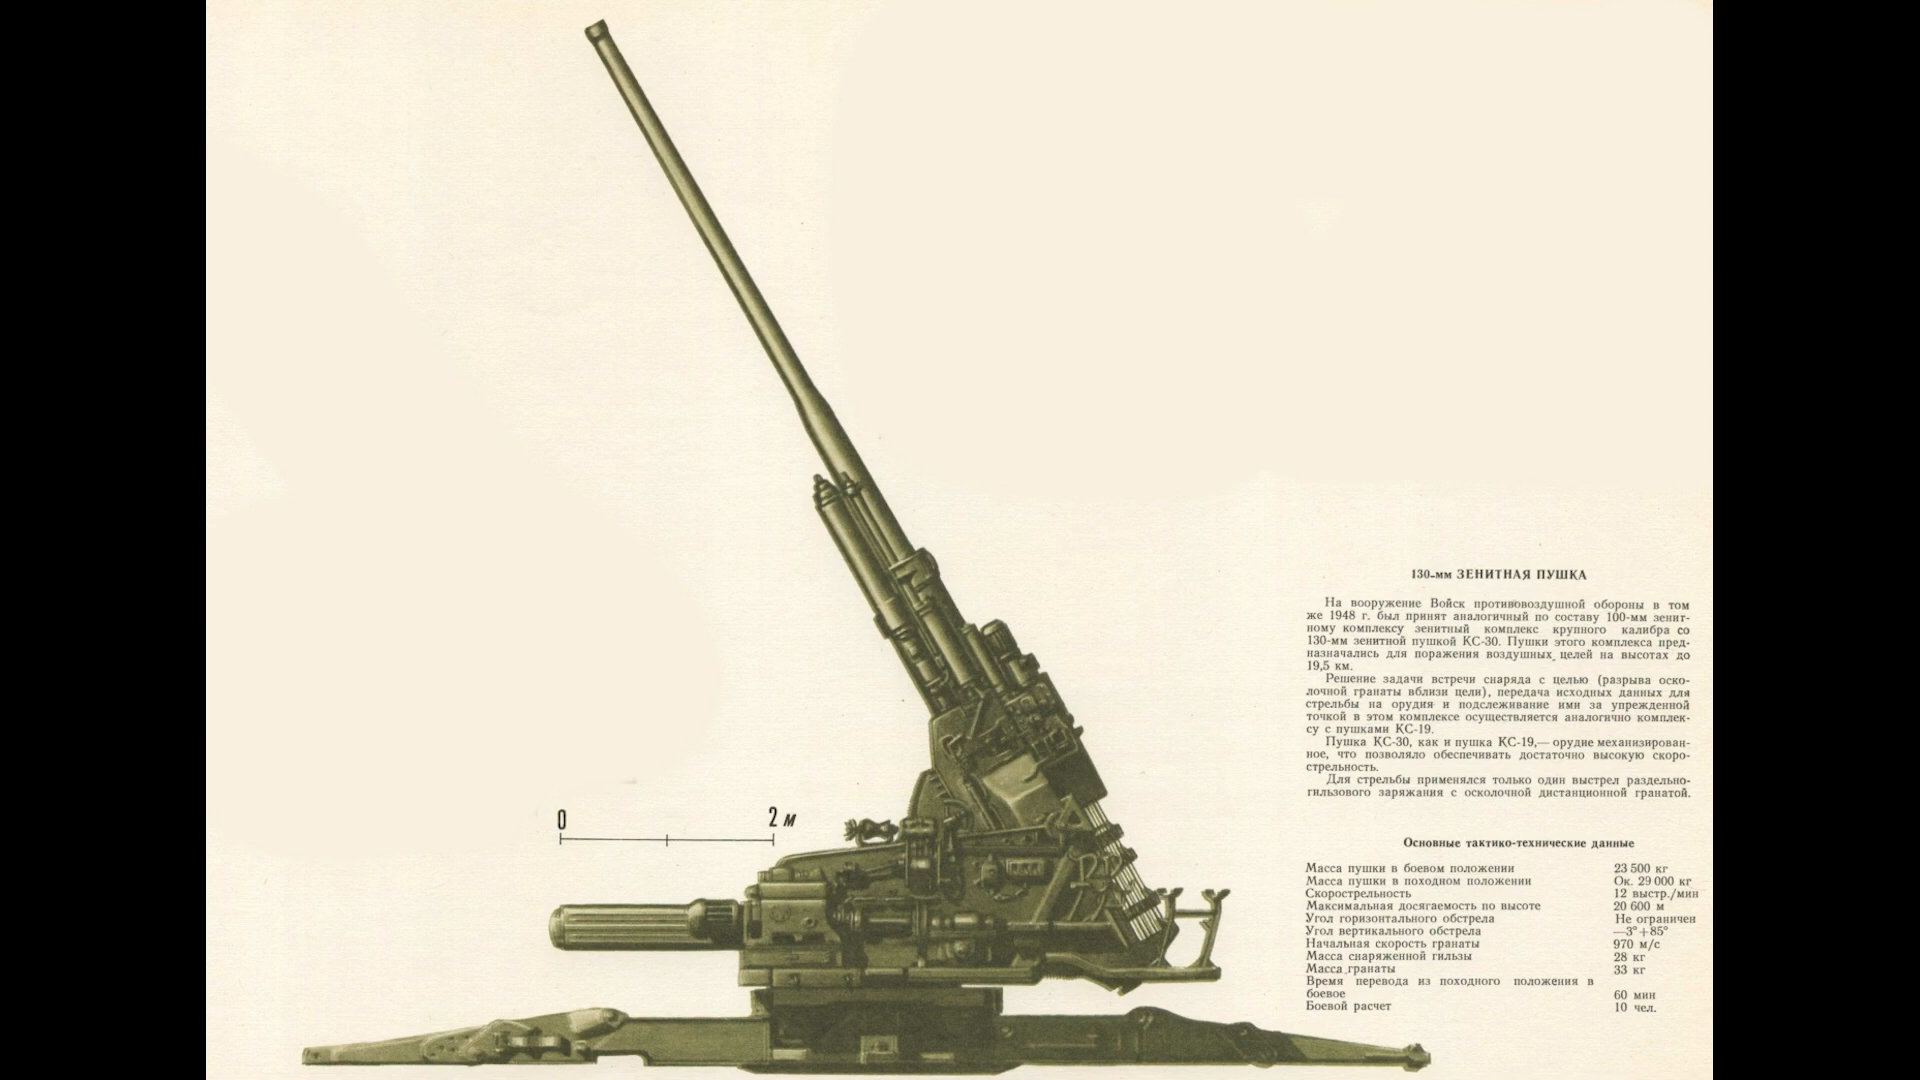 130-мм ЗЕНИТНАЯ ПУШКА
На вооружение Войск противовоздушной обороны в том
же 1948 г. был принят аналогичный по составу 100-мм зенит-
ному комплексу зенитный комплекс крупного калибра со
130-мм зенитной пушкой КС-30. Пушки этого комплекса пред-
назначались для поражения воздушных целей на высотах до
19,5 км.
Решение задачи встречи снаряда с целью (разрыва оско-
лочной гранаты вблизи цели), передача исходных данных для
стрельбы на орудия и подслеживание ими за упрежденной
точкой в этом комплексе осуществляется аналогично комплек-
су с пушками КС-19.
Пушка КС-30, как и пушка КС-19,— орудие механизирован-
ное, что позволяло обеспечивать достаточно высокую скоро-
стрельность.
Для стрельбы применялся только один выстрел раздельно-
гильзового заряжания с осколочной дистанционной гранатой.
0 2 м
Основные тактико-технические данные
Масса пушки в боевом положении 23 500 кг
Масса пушки в походном положении Ок. 29 000 кг
Скорострельность 12 выстр./мин
Максимальная досягаемость по высоте 20 600 м
Угол горизонтального обстрела Не ограничен
Угол вертикального обстрела —3°+85°
Начальная скорость гранаты 970 м/с
Масса снаряженной гильзы 28 кг
Масса гранаты 33 кг
Время перевода из походного положения в
боевое 60 мин
Боевой расчет 10 чел.